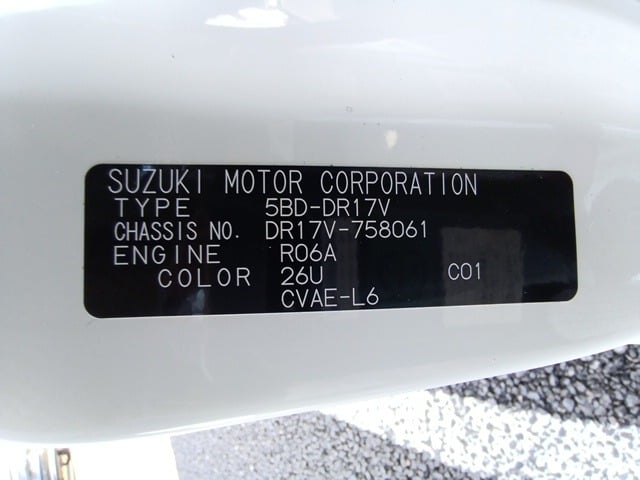 SUZUKI MOTOR CORPORATION
TYPE 5BD-DR17V
CHASSIS NO. DR17V-758061
ENGINE R06A
COLOR 26U C01
CVAE-L6